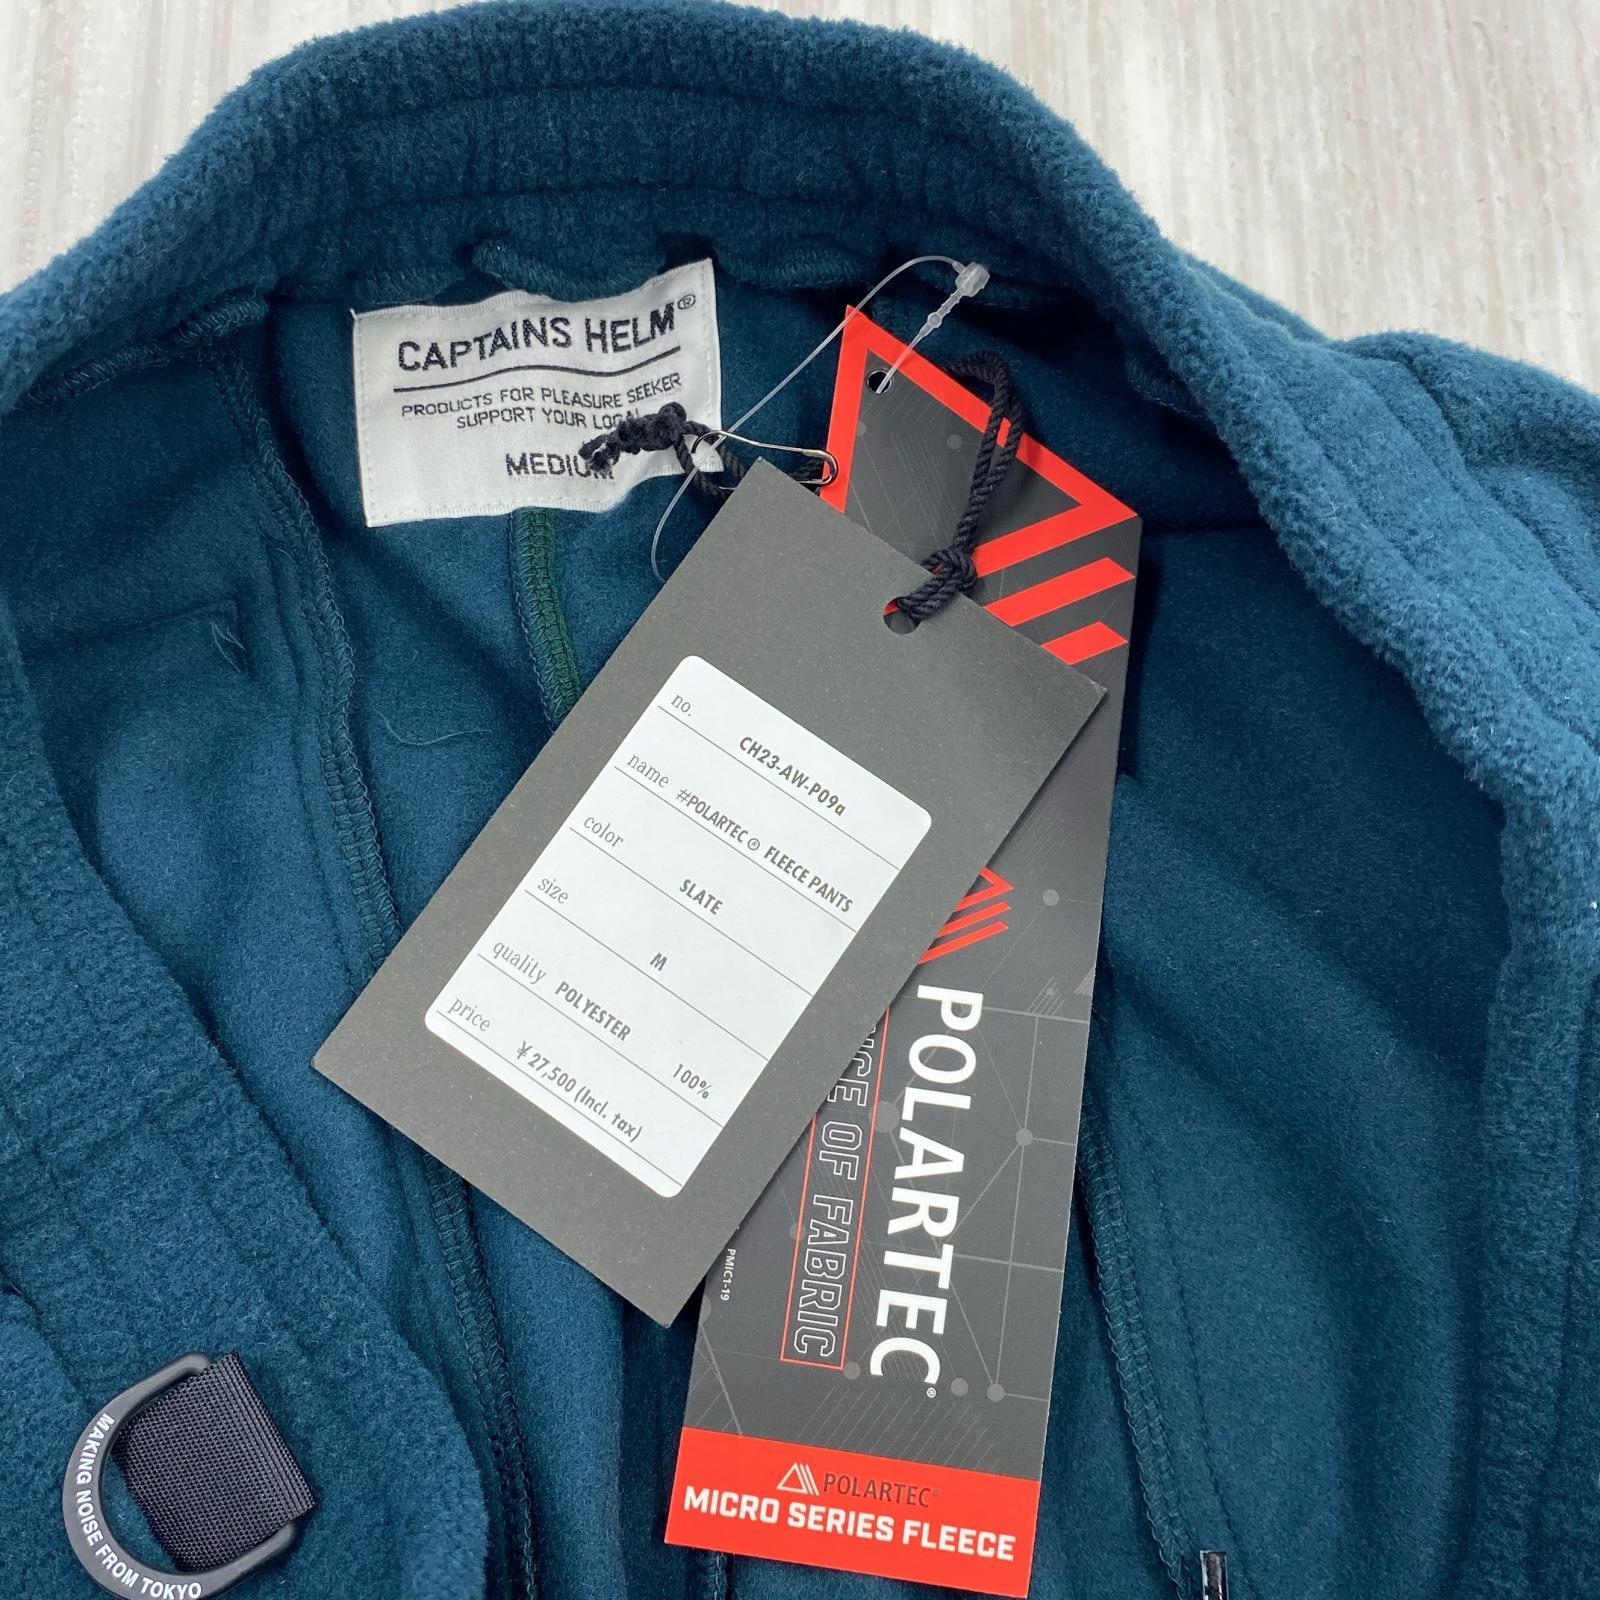 CAPTAINS HELM®
PRODUCTS FOR PLEASURE SEEKER
SUPPORT YOUR LOCAL
MEDIUM
no.
CH23-AW-P09a
name #POLARTEC® FLEECE PANTS
color
SLATE
size
M
quality POLYESTER 100%
price
¥27,500 (Incl. tax)
POLARTEC®
OF FABRIC
PMIC1-19
POLARTEC®
MICRO SERIES FLEECE
MAKING NOISE FROM TOKYO